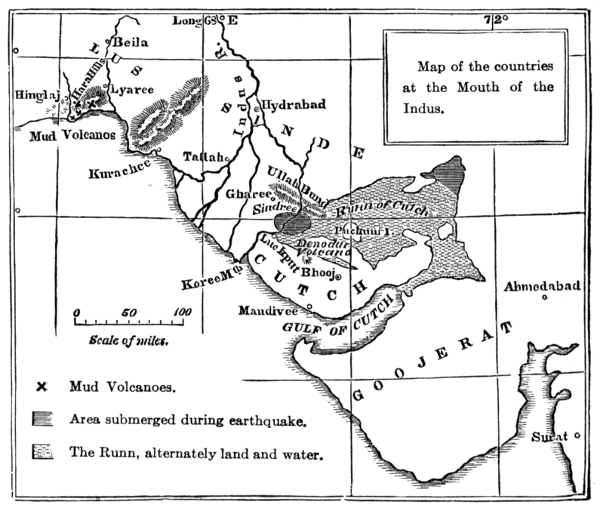 Long 68° E
72°
Map of the countries
at the Mouth of the
Indus.
Beila
LUS
Hara Hills
Lyaree
Hinglaj
Mud Volcanos
Kurachee
R. Indus
Hydrabad
SINDE
Tattah
Ullah Bund
Gharee
Sindree
Runn of Cutch
Puchum I.
Denodur
Volcano
Luckput
Bhooj
CUTCH
Koree Mth
Mandivee
GULF OF CUTCH
Ahmedabad
GOOJERAT
Surat
0 50 100
Scale of miles.
x Mud Volcanoes.
Area submerged during earthquake.
The Runn, alternately land and water.